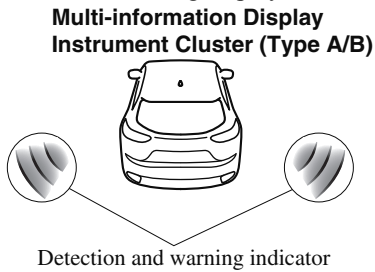 Multi-information Display
Instrument Cluster (Type A/B)
Detection and warning indicator